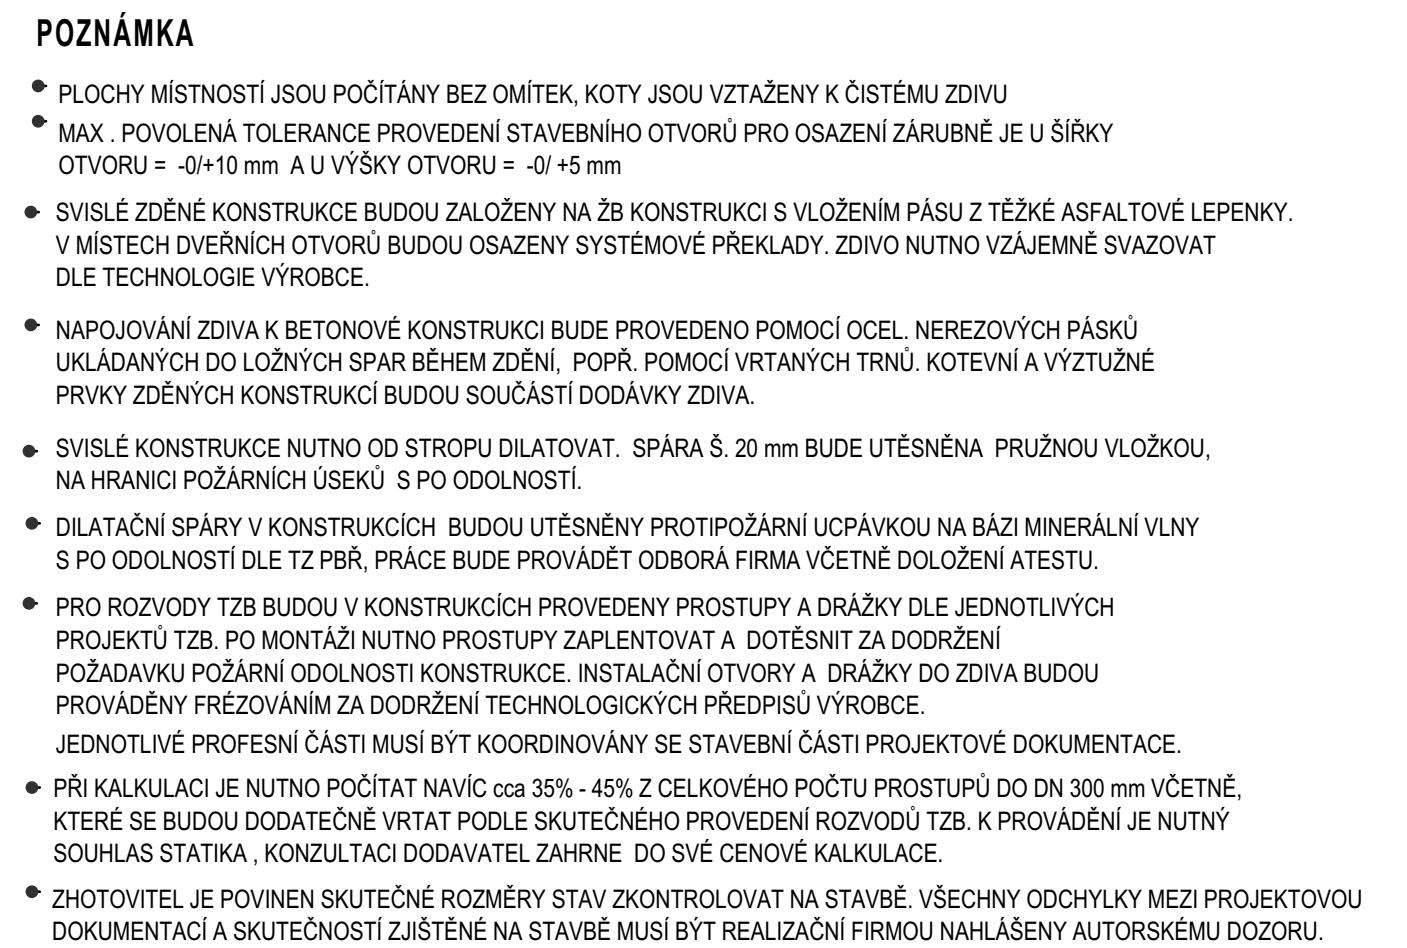 POZNÁMKA
PLOCHY MÍSTNOSTÍ JSOU POČÍTÁNY BEZ OMÍTEK, KOTY JSOU VZTAŽENY K ČISTÉMU ZDIVU
MAX . POVOLENÁ TOLERANCE PROVEDENÍ STAVEBNÍHO OTVORŮ PRO OSAZENÍ ZÁRUBNĚ JE U ŠÍŘKY
OTVORU = -0/+10 mm A U VÝŠKY OTVORU = -0/ +5 mm
SVISLÉ ZDĚNÉ KONSTRUKCE BUDOU ZALOŽENY NA ŽB KONSTRUKCI S VLOŽENÍM PÁSU Z TĚŽKÉ ASFALTOVÉ LEPENKY.
V MÍSTECH DVEŘNÍCH OTVORŮ BUDOU OSAZENY SYSTÉMOVÉ PŘEKLADY. ZDIVO NUTNO VZÁJEMNĚ SVAZOVAT
DLE TECHNOLOGIE VÝROBCE.
NAPOJOVÁNÍ ZDIVA K BETONOVÉ KONSTRUKCI BUDE PROVEDENO POMOCÍ OCEL. NEREZOVÝCH PÁSKŮ
UKLÁDANÝCH DO LOŽNÝCH SPAR BĚHEM ZDĚNÍ, POPŘ. POMOCÍ VRTANÝCH TRNŮ. KOTEVNÍ A VÝZTUŽNÉ
PRVKY ZDĚNÝCH KONSTRUKCÍ BUDOU SOUČÁSTÍ DODÁVKY ZDIVA.
SVISLÉ KONSTRUKCE NUTNO OD STROPU DILATOVAT. SPÁRA Š. 20 mm BUDE UTĚSNĚNA PRUŽNOU VLOŽKOU,
NA HRANICI POŽÁRNÍCH ÚSEKŮ S PO ODOLNOSTÍ.
DILATAČNÍ SPÁRY V KONSTRUKCÍCH BUDOU UTĚSNĚNY PROTIPOŽÁRNÍ UCPÁVKOU NA BÁZI MINERÁLNÍ VLNY
S PO ODOLNOSTÍ DLE TZ PBŘ, PRÁCE BUDE PROVÁDĚT ODBORÁ FIRMA VČETNĚ DOLOŽENÍ ATESTU.
PRO ROZVODY TZB BUDOU V KONSTRUKCÍCH PROVEDENY PROSTUPY A DRÁŽKY DLE JEDNOTLIVÝCH
PROJEKTŮ TZB. PO MONTÁŽI NUTNO PROSTUPY ZAPLENTOVAT A DOTĚSNIT ZA DODRŽENÍ
POŽADAVKU POŽÁRNÍ ODOLNOSTI KONSTRUKCE. INSTALAČNÍ OTVORY A DRÁŽKY DO ZDIVA BUDOU
PROVÁDĚNY FRÉZOVÁNÍM ZA DODRŽENÍ TECHNOLOGICKÝCH PŘEDPISŮ VÝROBCE.
JEDNOTLIVÉ PROFESNÍ ČÁSTI MUSÍ BÝT KOORDINOVÁNY SE STAVEBNÍ ČÁSTI PROJEKTOVÉ DOKUMENTACE.
PŘI KALKULACI JE NUTNO POČÍTAT NAVÍC cca 35% - 45% Z CELKOVÉHO POČTU PROSTUPŮ DO DN 300 mm VČETNĚ,
KTERÉ SE BUDOU DODATEČNĚ VRTAT PODLE SKUTEČNÉHO PROVEDENÍ ROZVODŮ TZB. K PROVÁDĚNÍ JE NUTNÝ
SOUHLAS STATIKA , KONZULTACI DODAVATEL ZAHRNE DO SVÉ CENOVÉ KALKULACE.
ZHOTOVITEL JE POVINEN SKUTEČNÉ ROZMĚRY STAV ZKONTROLOVAT NA STAVBĚ. VŠECHNY ODCHYLKY MEZI PROJEKTOVOU
DOKUMENTACÍ A SKUTEČNOSTÍ ZJIŠTĚNÉ NA STAVBĚ MUSÍ BÝT REALIZAČNÍ FIRMOU NAHLÁŠENY AUTORSKÉMU DOZORU.